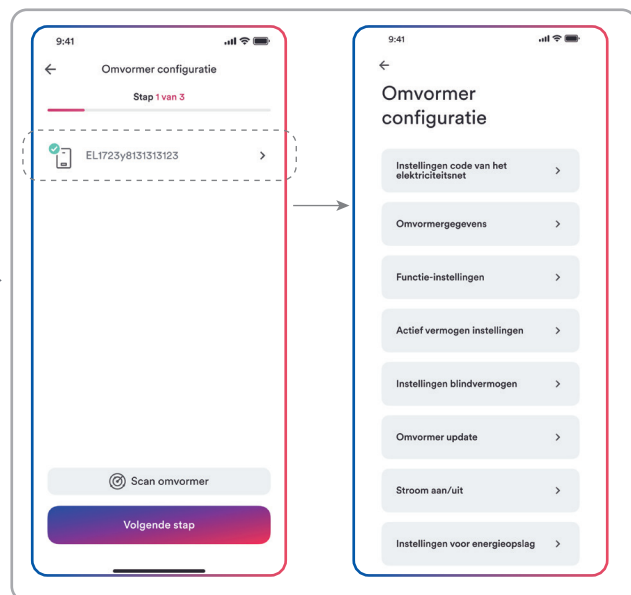 9:41
Omvormer configuratie
Stap 1 van 3
EL1723y8131313123
Scan omvormer
Volgende stap
9:41
Omvormer
configuratie
Instellingen code van het
elektriciteitsnet
Omvormergegevens
Functie-instellingen
Actief vermogen instellingen
Instellingen blindvermogen
Omvormer update
Stroom aan/uit
Instellingen voor energieopslag